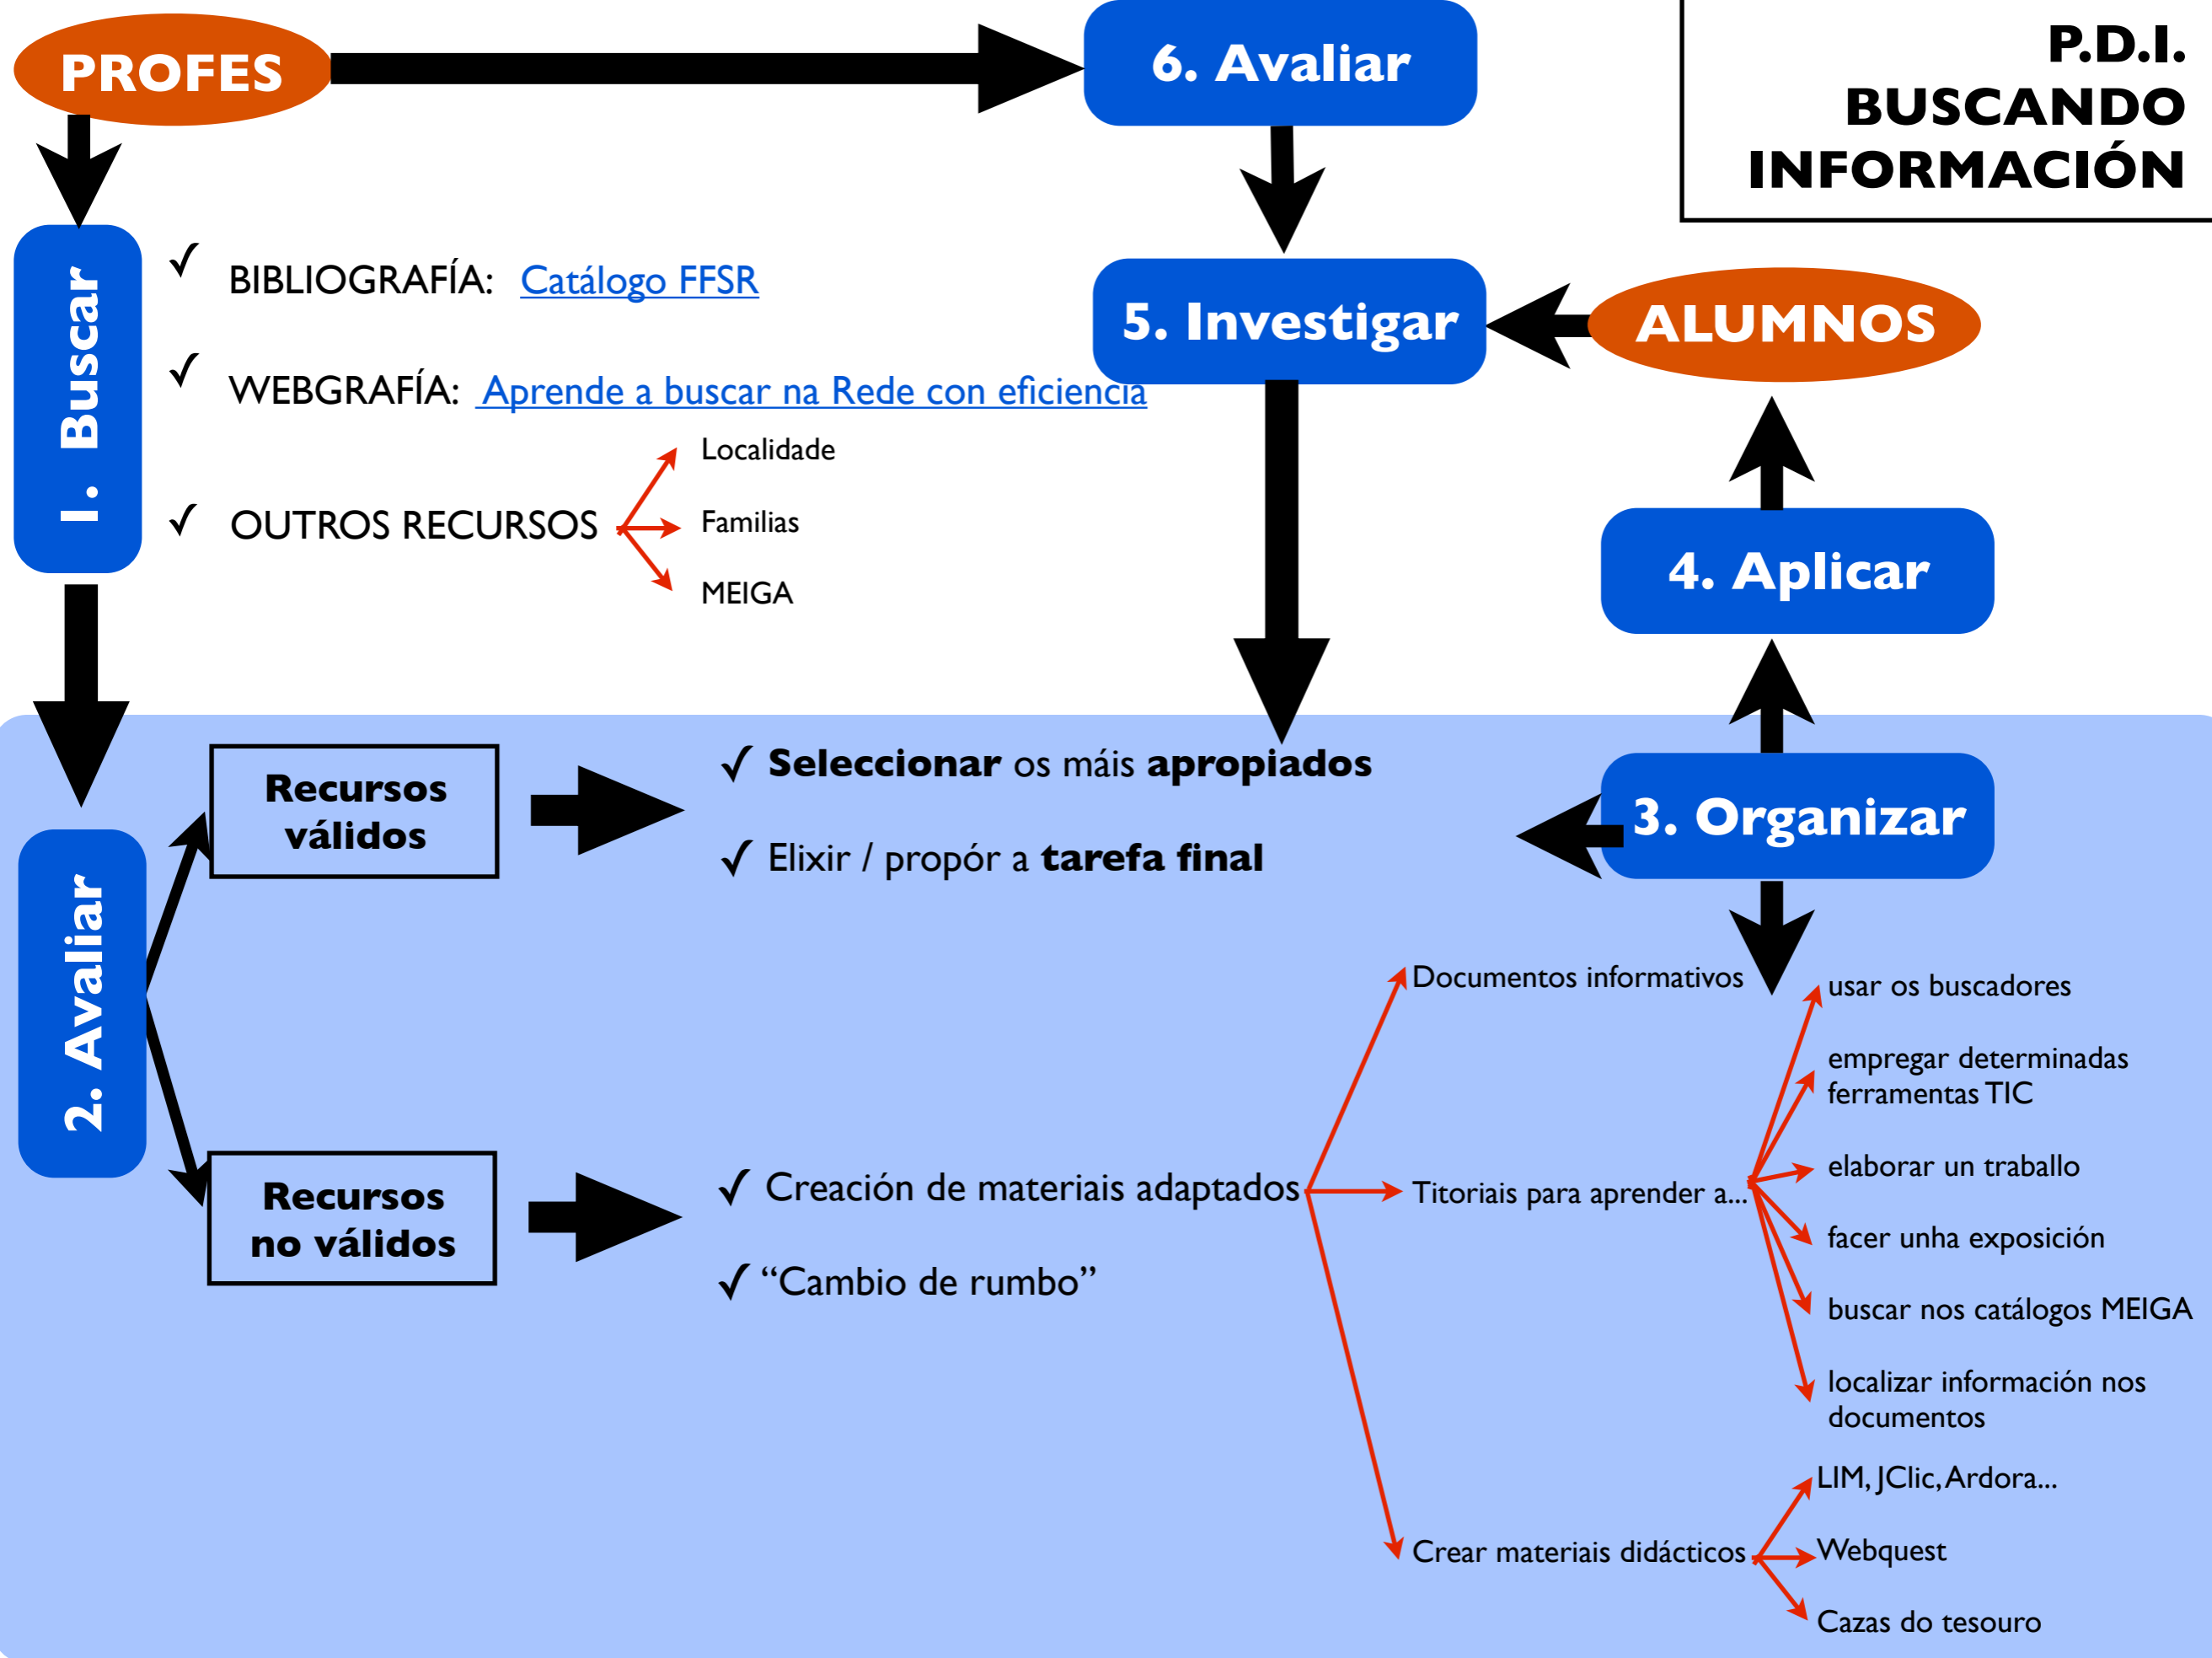 PROFES
6. Avaliar
P.D.I.
BUSCANDO
INFORMACIÓN
1. Buscar
✓ BIBLIOGRAFÍA: Catálogo FFSR
✓ WEBGRAFÍA: Aprende a buscar na Rede con eficiencia
✓ OUTROS RECURSOS
Localidade
Familias
MEIGA
5. Investigar
ALUMNOS
4. Aplicar
3. Organizar
2. Avaliar
Recursos
válidos
✓ Seleccionar os máis apropiados
✓ Elixir / propór a tarefa final
Recursos
no válidos
✓ Creación de materiais adaptados
✓ “Cambio de rumbo”
Documentos informativos
Titoriais para aprender a...
usar os buscadores
empregar determinadas
ferramentas TIC
elaborar un traballo
facer unha exposición
buscar nos catálogos MEIGA
localizar información nos
documentos
Crear materiais didácticos
LIM, JClic, Ardora...
Webquest
Cazas do tesouro